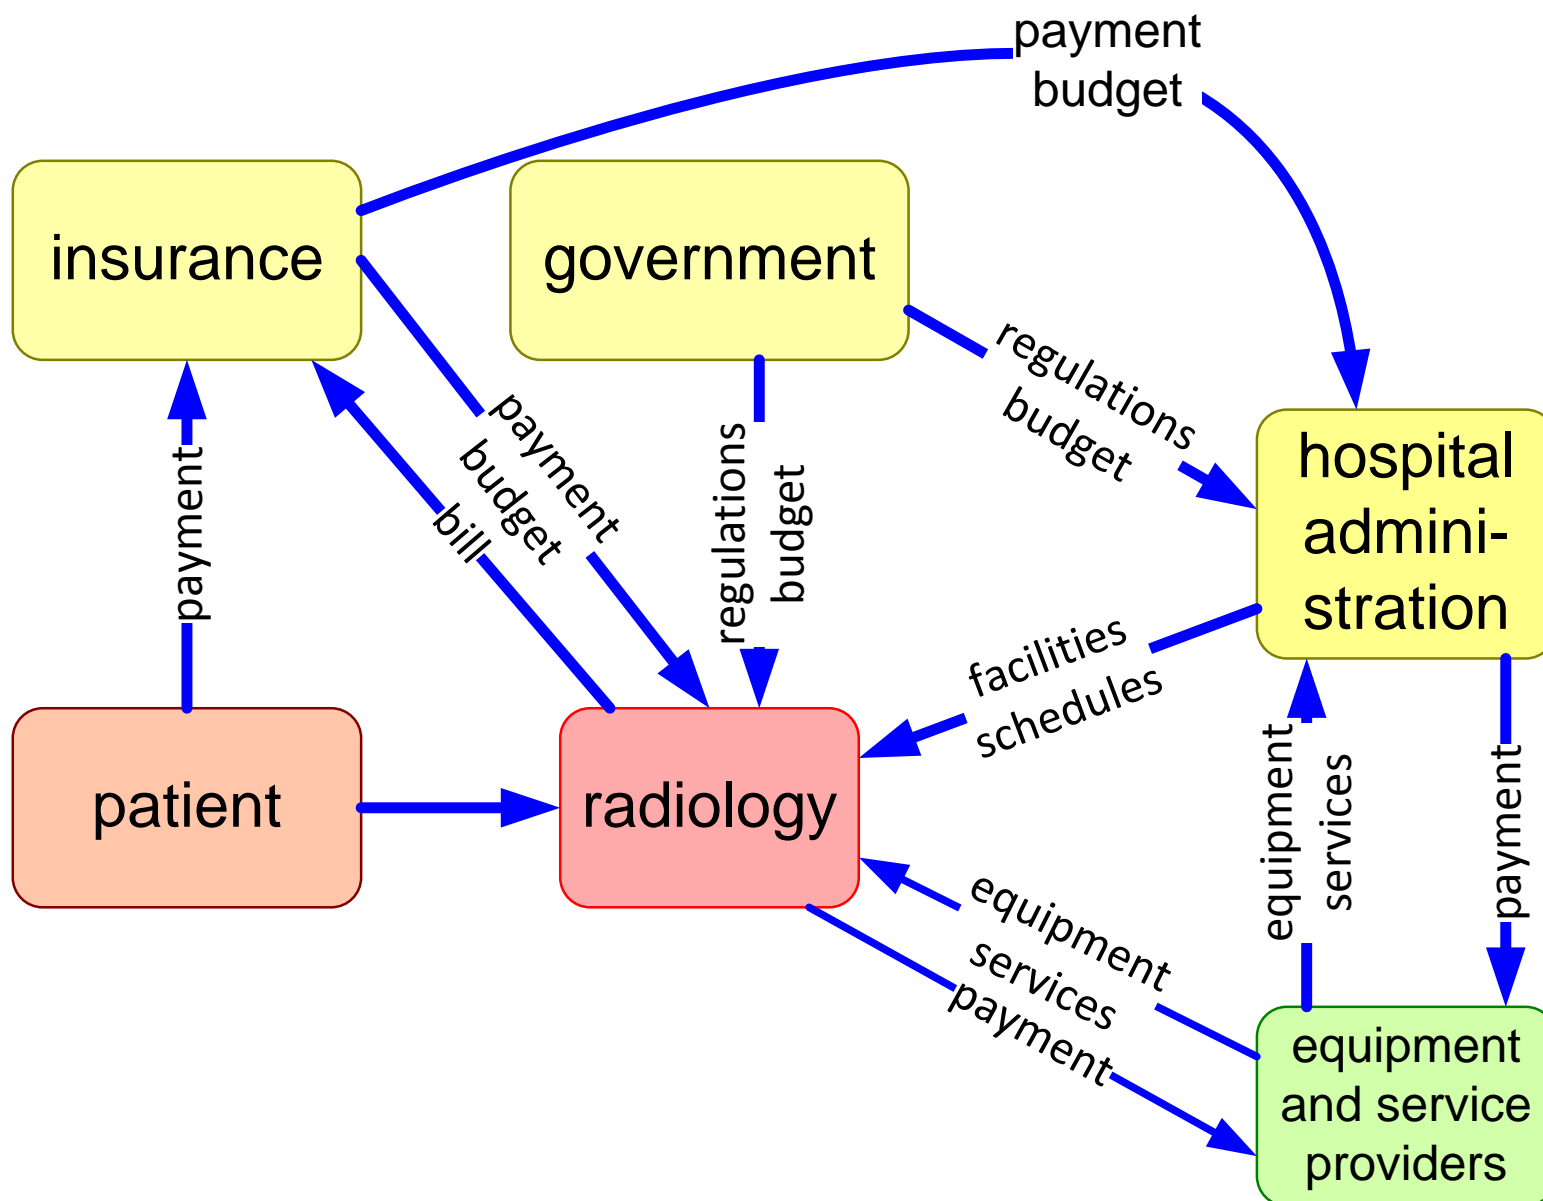 payment
budget
insurance
government
regulations
budget
payment
budget
bill
regulations
budget
payment
hospital
admini-
stration
facilities
schedules
patient
radiology
equipment
services
payment
equipment
services
payment
equipment
and service
providers